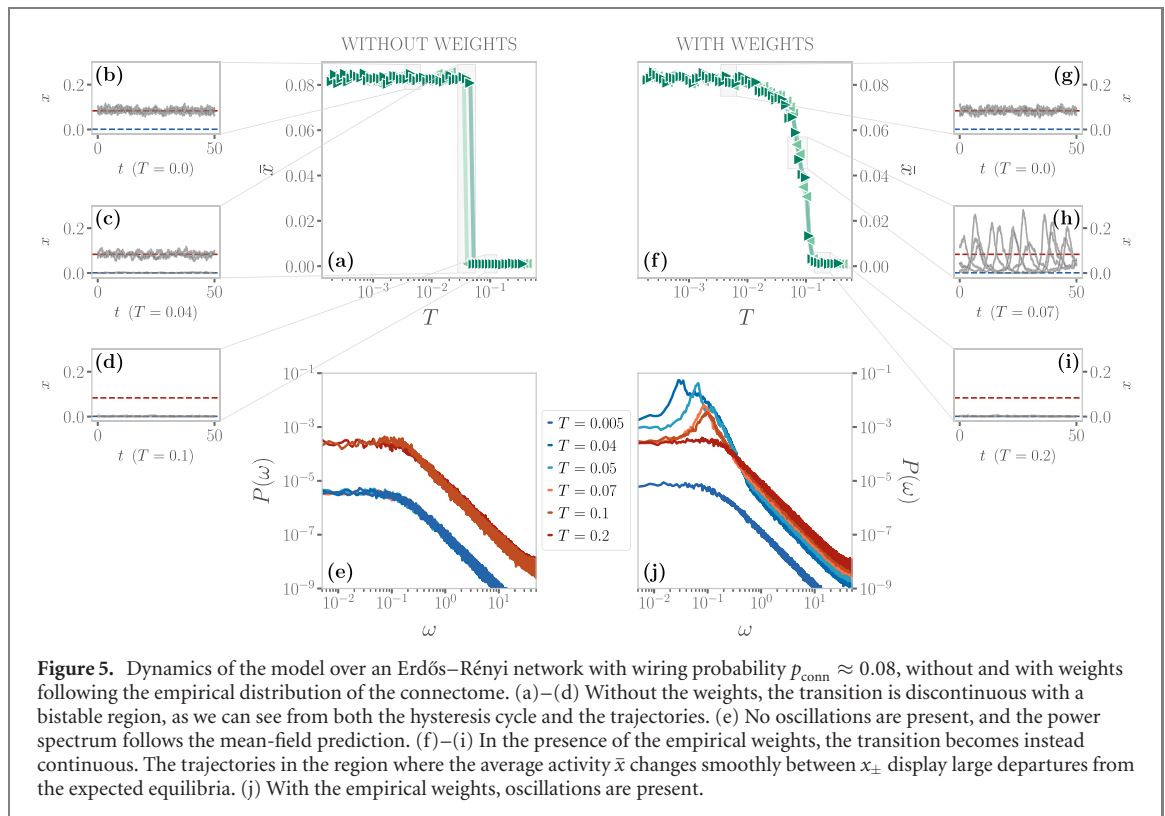 WITHOUT WEIGHTS
WITH WEIGHTS
(b)
0.2
0.0
x
0
50
t (T = 0.0)
(c)
0.2
0.0
x
0
50
t (T = 0.04)
(d)
0.2
0.0
x
0
50
t (T = 0.1)
0.08
0.06
0.04
0.02
0.00
x̄
(a)
10⁻³
10⁻²
10⁻¹
T
(f)
0.08
0.06
0.04
0.02
0.00
x̄
10⁻³
10⁻²
10⁻¹
T
(g)
0.2
0.0
x
0
50
t (T = 0.0)
(h)
0.2
0.0
x
0
50
t (T = 0.07)
(i)
0.2
0.0
x
0
50
t (T = 0.2)
10⁻¹
10⁻³
10⁻⁵
10⁻⁷
10⁻⁹
P(ω)
(e)
10⁻²
10⁻¹
10⁰
10¹
ω
T = 0.005
T = 0.04
T = 0.05
T = 0.07
T = 0.1
T = 0.2
(j)
10⁻¹
10⁻³
10⁻⁵
10⁻⁷
10⁻⁹
P(ω)
10⁻²
10⁻¹
10⁰
10¹
ω
Figure 5. Dynamics of the model over an Erdős–Rényi network with wiring probability p_conn ≈ 0.08, without and with weights
following the empirical distribution of the connectome. (a)–(d) Without the weights, the transition is discontinuous with a
bistable region, as we can see from both the hysteresis cycle and the trajectories. (e) No oscillations are present, and the power
spectrum follows the mean-field prediction. (f)–(i) In the presence of the empirical weights, the transition becomes instead
continuous. The trajectories in the region where the average activity x̄ changes smoothly between x± display large departures from
the expected equilibria. (j) With the empirical weights, oscillations are present.